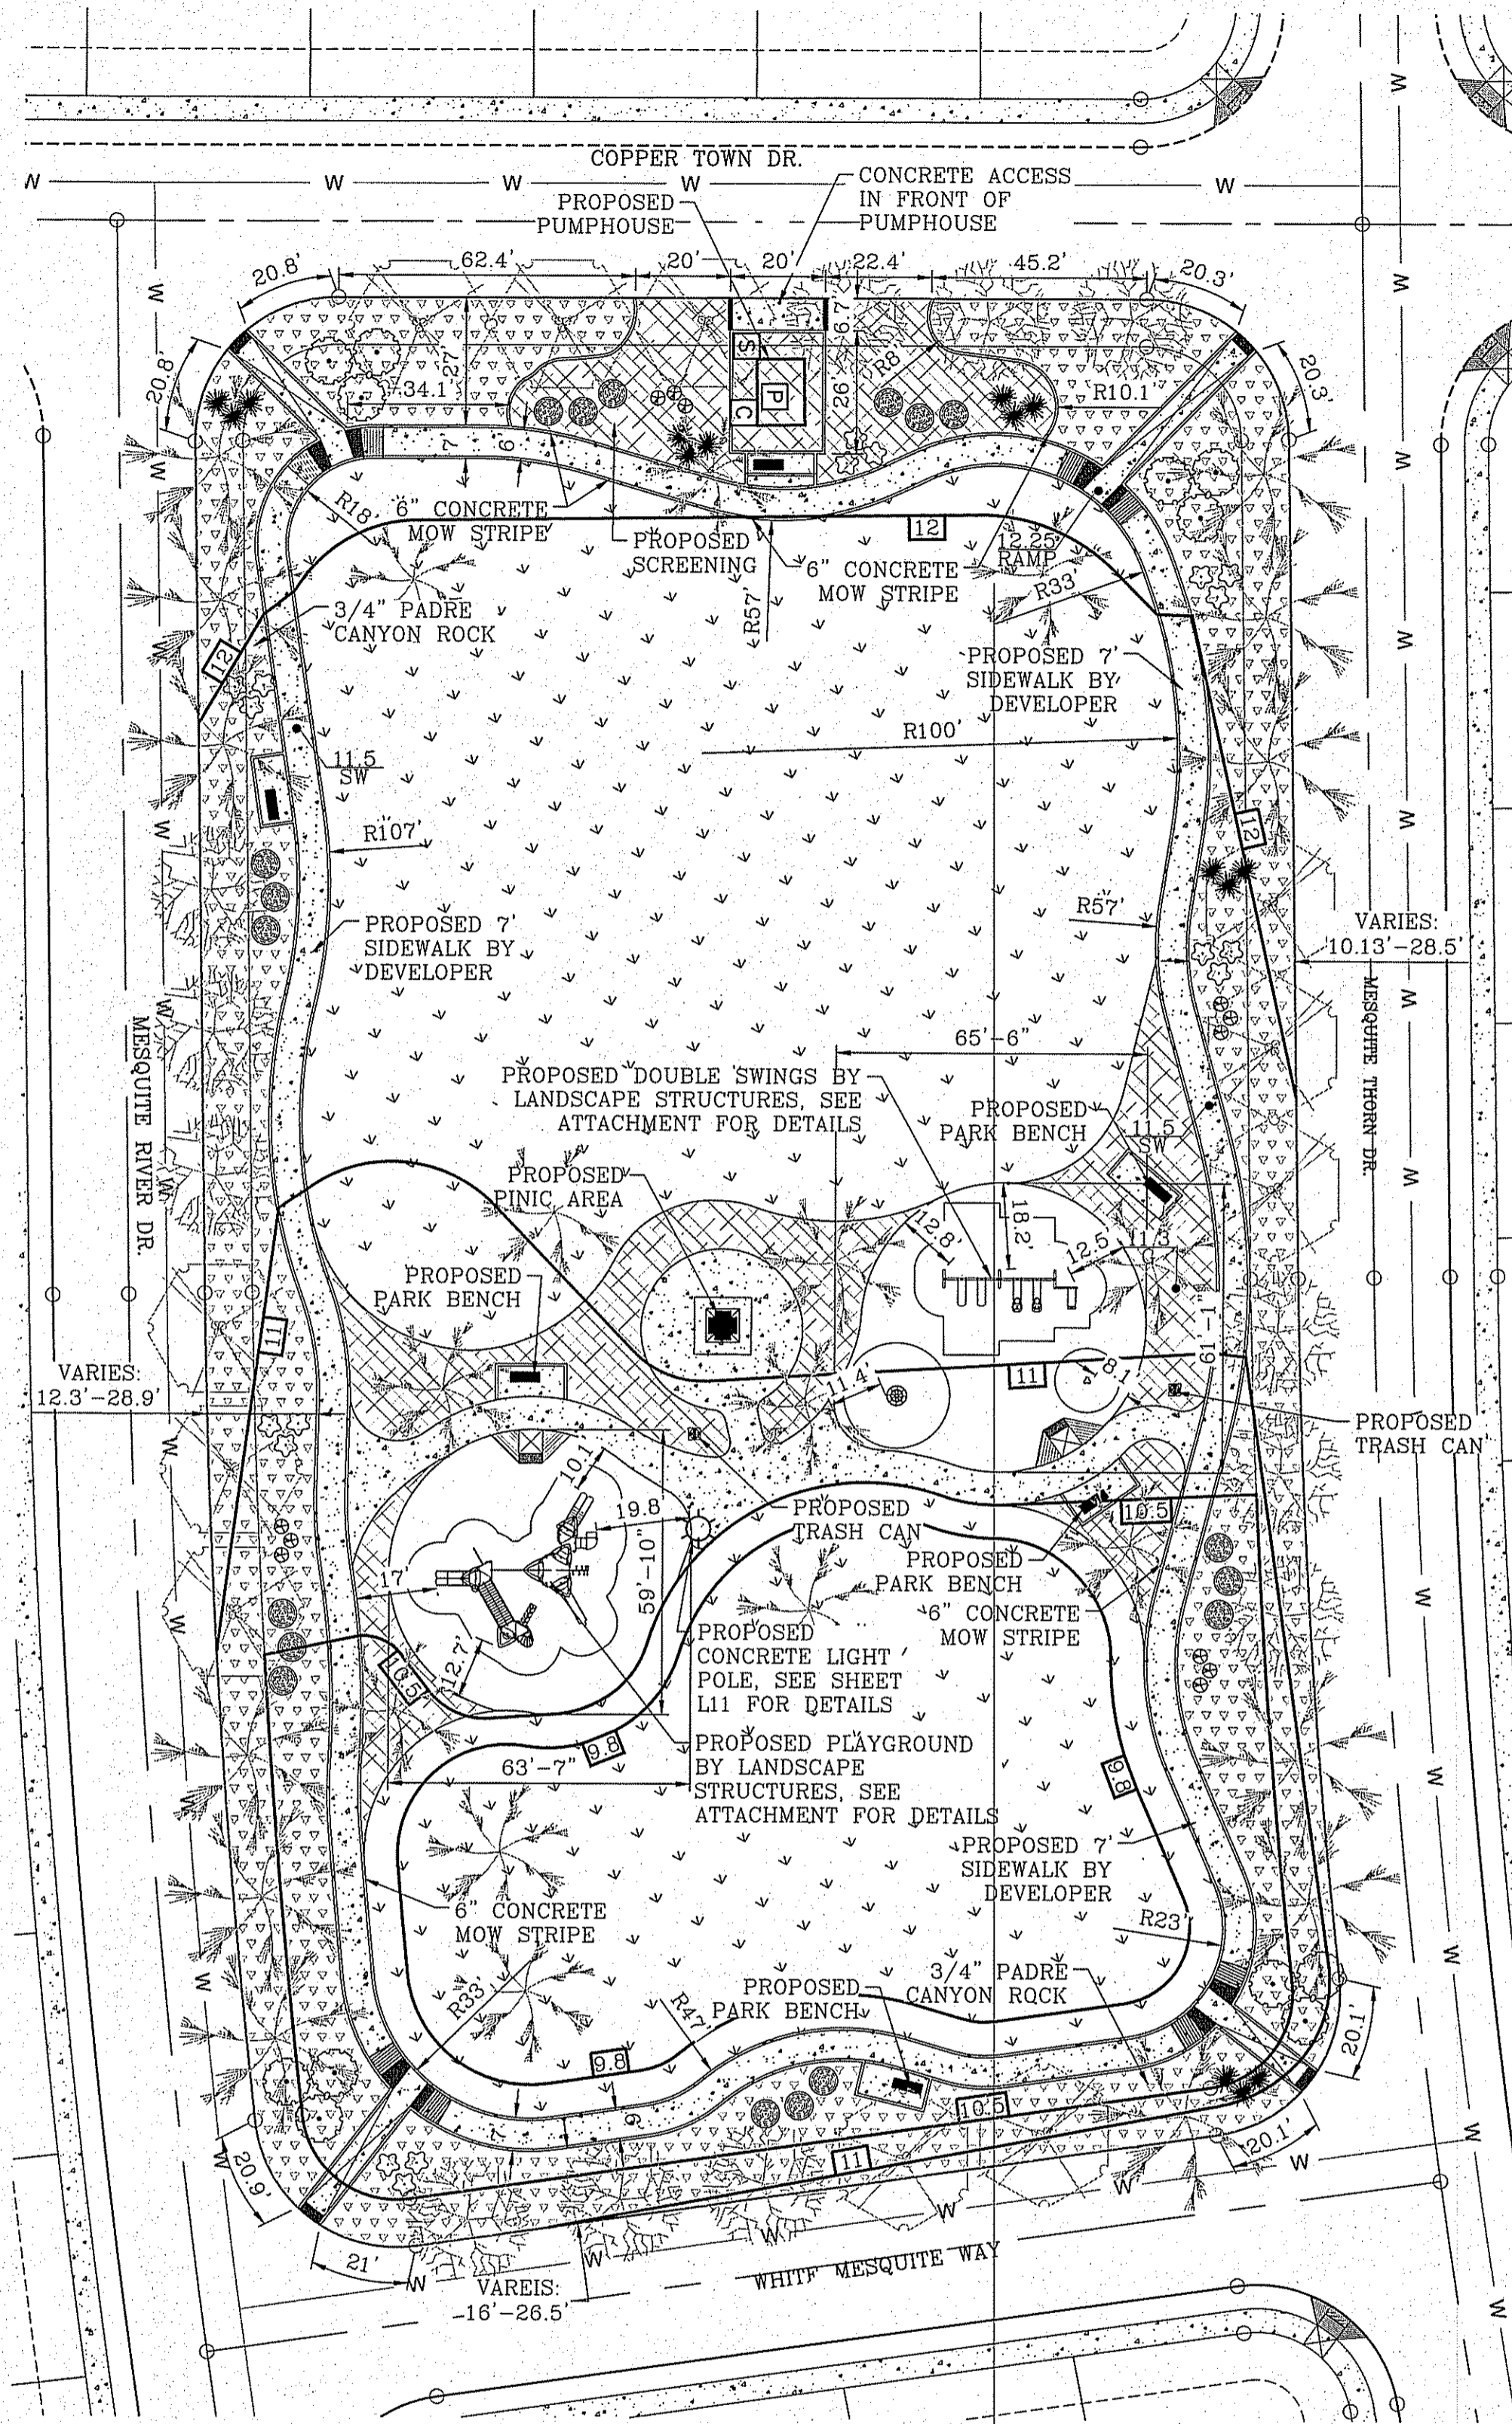 COPPER TOWN DR.
W
W
W
W
W
W
PROPOSED
PUMPHOUSE
CONCRETE ACCESS
IN FRONT OF
PUMPHOUSE
20.8'
62.4'
20'
20'
22.4'
45.2'
20.3'
20.8'
27'
34.1'
S
P
C
6.7'
26'
R8'
R10.1'
20.3'
7
6
R18'
6" CONCRETE
MOW STRIPE
PROPOSED
SCREENING
12
6" CONCRETE
MOW STRIPE
12.25
RAMP
R33'
R57'
3/4" PADRE
CANYON ROCK
12
PROPOSED 7'
SIDEWALK BY
DEVELOPER
R100'
11.5
SW
R107'
12
R57'
PROPOSED 7'
SIDEWALK BY
DEVELOPER
VARIES:
10.13'-28.5'
MESQUITE RIVER DR.
MESQUITE THORN DR.
65'-6"
PROPOSED DOUBLE SWINGS BY
LANDSCAPE STRUCTURES, SEE
ATTACHMENT FOR DETAILS
PROPOSED
PARK BENCH
11.5
SW
PROPOSED
PINIC AREA
12.8'
18.2'
12.5
11.3
PROPOSED
PARK BENCH
11
61'-1"
VARIES:
12.3'-28.9'
11.4'
11
8.1
PROPOSED
TRASH CAN
10.1'
19.8'
PROPOSED
TRASH CAN
10.5
PROPOSED
PARK BENCH
17'
59'-10"
6" CONCRETE
MOW STRIPE
PROPOSED
CONCRETE LIGHT
POLE, SEE SHEET
L11 FOR DETAILS
10.5
12.7'
9.8
63'-7"
PROPOSED PLAYGROUND
BY LANDSCAPE
STRUCTURES, SEE
ATTACHMENT FOR DETAILS
9.8
PROPOSED 7'
SIDEWALK BY
DEVELOPER
6" CONCRETE
MOW STRIPE
R23'
R33'
R47'
PROPOSED
PARK BENCH
3/4" PADRE
CANYON ROCK
9.8
20.1'
10.5
7
6
11
20.1'
20.9'
21'
VAREIS:
16'-26.5'
WHITE MESQUITE WAY